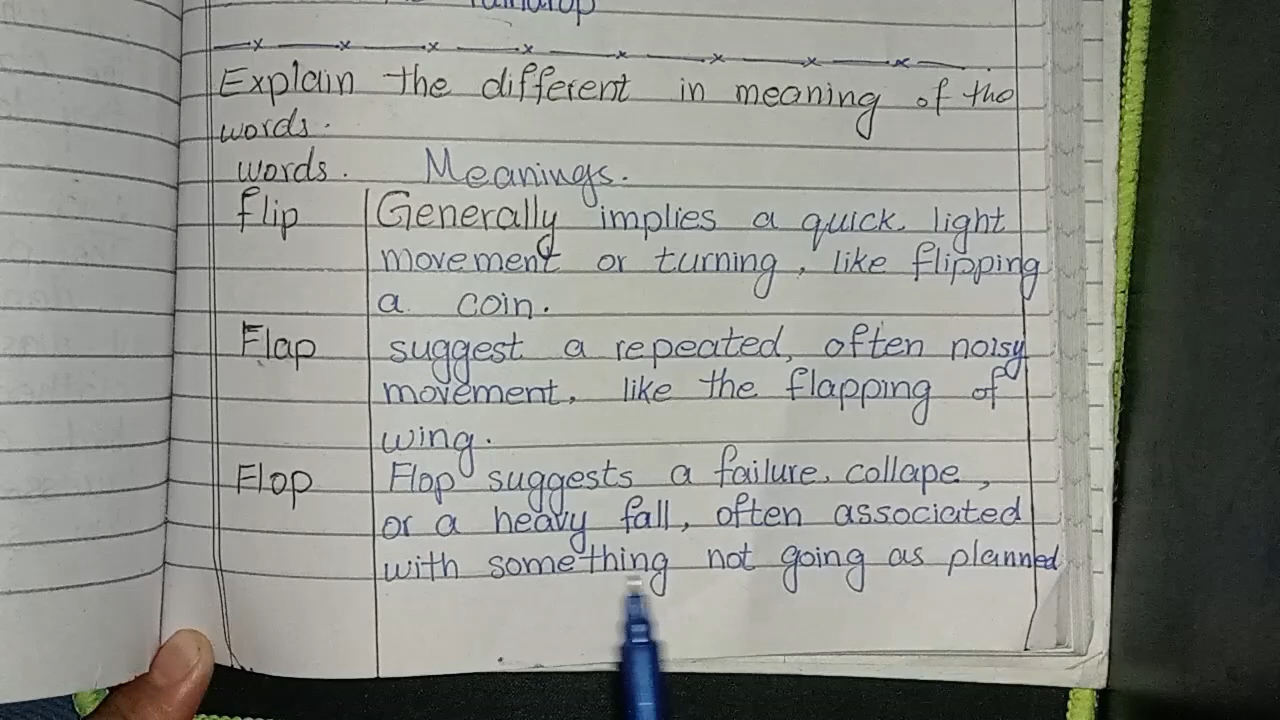 raindrop
Explain the different in meaning of the
words.
words. Meanings.
flip Generally implies a quick, light
movement or turning, like flipping
a coin.
Flap suggest a repeated, often noisy
movement, like the flapping of
wing.
Flop Flop suggests a failure, collape,
or a heavy fall, often associated
with something not going as planned